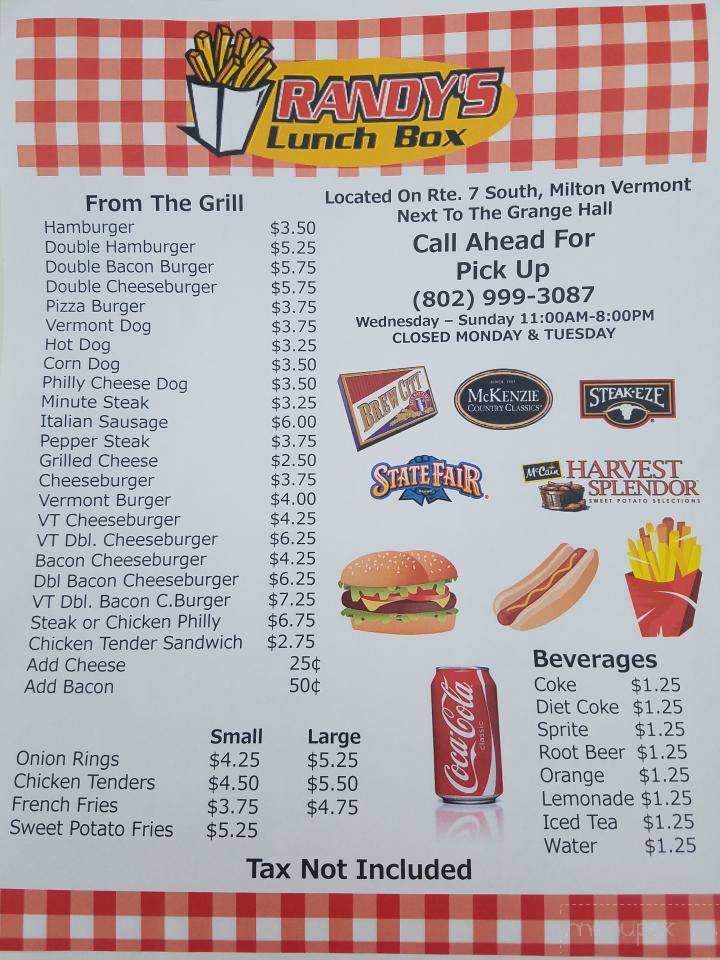 RANDY'S
Lunch Box
From The Grill
Hamburger $3.50
Double Hamburger $5.25
Double Bacon Burger $5.75
Double Cheeseburger $5.75
Pizza Burger $3.75
Vermont Dog $3.75
Hot Dog $3.25
Corn Dog $3.50
Philly Cheese Dog $3.50
Minute Steak $3.25
Italian Sausage $6.00
Pepper Steak $3.75
Grilled Cheese $2.50
Cheeseburger $3.75
Vermont Burger $4.00
VT Cheeseburger $4.25
VT Dbl. Cheeseburger $6.25
Bacon Cheeseburger $4.25
Dbl Bacon Cheeseburger $6.25
VT Dbl. Bacon C.Burger $7.25
Steak or Chicken Philly $6.75
Chicken Tender Sandwich $2.75
Add Cheese 25¢
Add Bacon 50¢
Small Large
Onion Rings $4.25 $5.25
Chicken Tenders $4.50 $5.50
French Fries $3.75 $4.75
Sweet Potato Fries $5.25
Located On Rte. 7 South, Milton Vermont
Next To The Grange Hall
Call Ahead For
Pick Up
(802) 999-3087
Wednesday – Sunday 11:00AM-8:00PM
CLOSED MONDAY & TUESDAY
BREW CITY
McKENZIE
COUNTRY CLASSICS
STEAK-EZE
STATE FAIR
McCain HARVEST
SPLENDOR
SWEET POTATO SELECTIONS
Coca-Cola
classic
Beverages
Coke $1.25
Diet Coke $1.25
Sprite $1.25
Root Beer $1.25
Orange $1.25
Lemonade $1.25
Iced Tea $1.25
Water $1.25
Tax Not Included